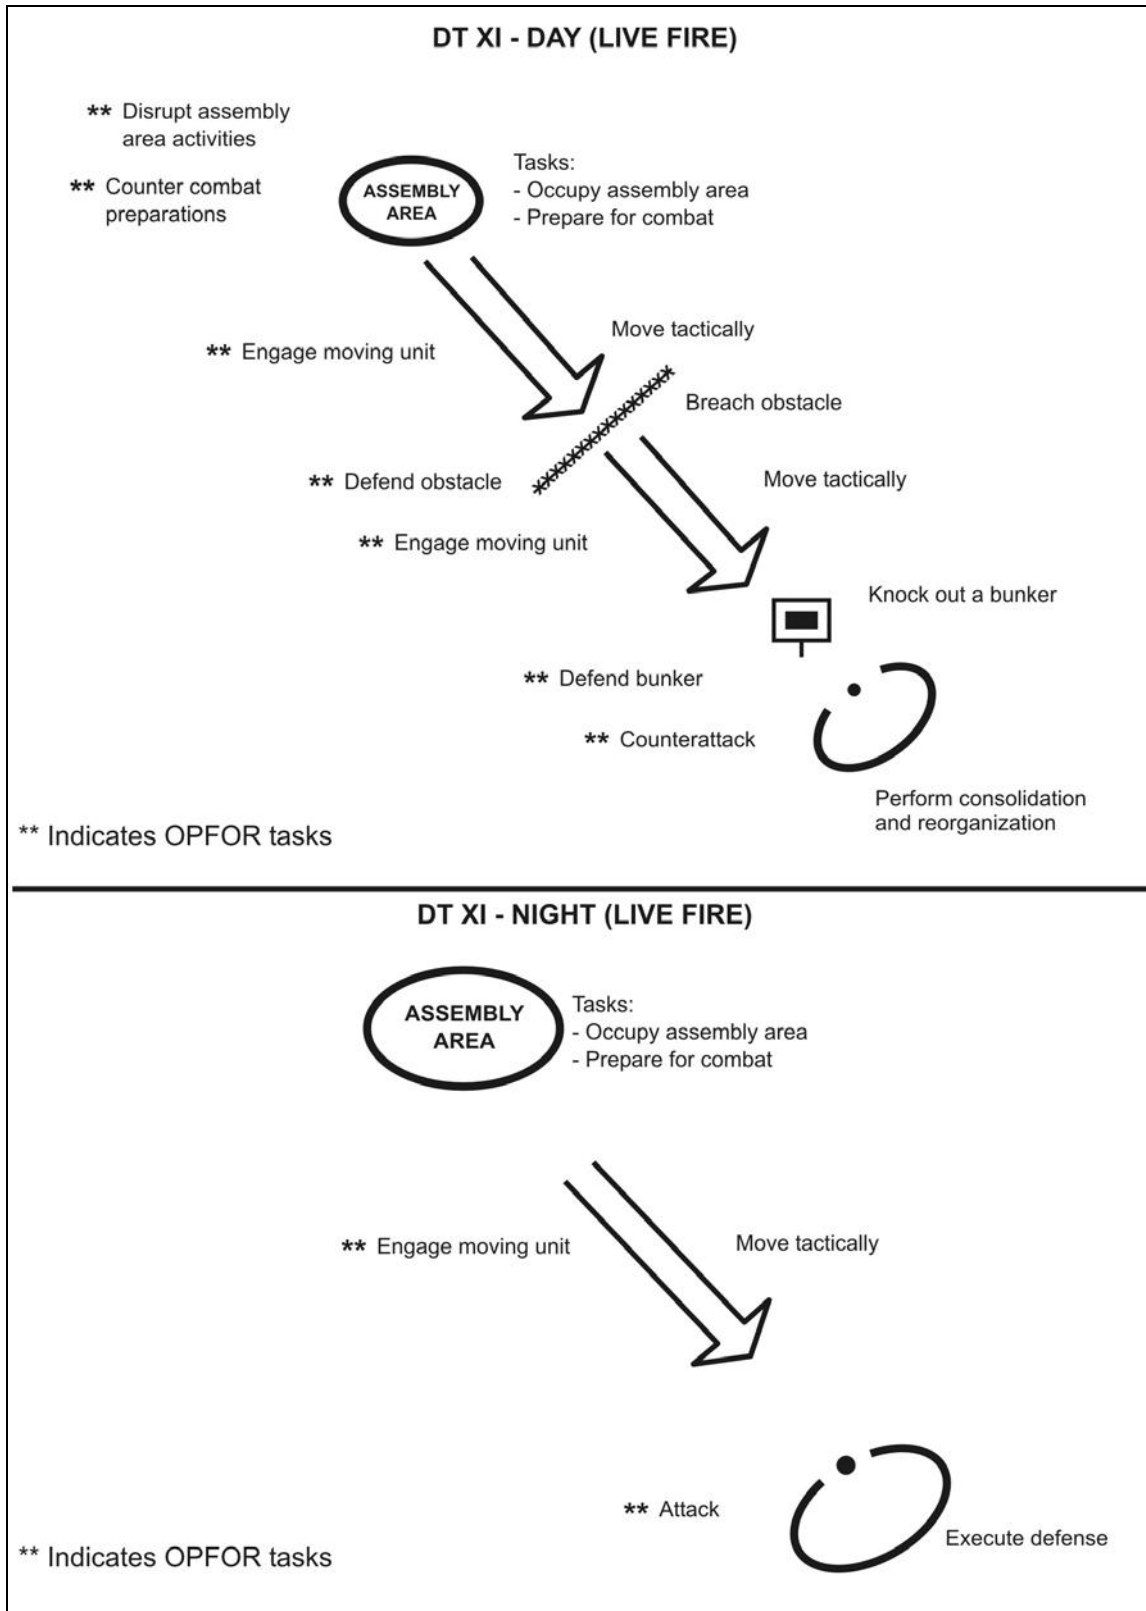 DT XI - DAY (LIVE FIRE)
** Disrupt assembly
area activities
** Counter combat
preparations
ASSEMBLY
AREA
Tasks:
- Occupy assembly area
- Prepare for combat
Move tactically
** Engage moving unit
Breach obstacle
** Defend obstacle
Move tactically
** Engage moving unit
Knock out a bunker
** Defend bunker
** Counterattack
Perform consolidation
and reorganization
** Indicates OPFOR tasks
DT XI - NIGHT (LIVE FIRE)
ASSEMBLY
AREA
Tasks:
- Occupy assembly area
- Prepare for combat
** Engage moving unit
Move tactically
** Attack
Execute defense
** Indicates OPFOR tasks